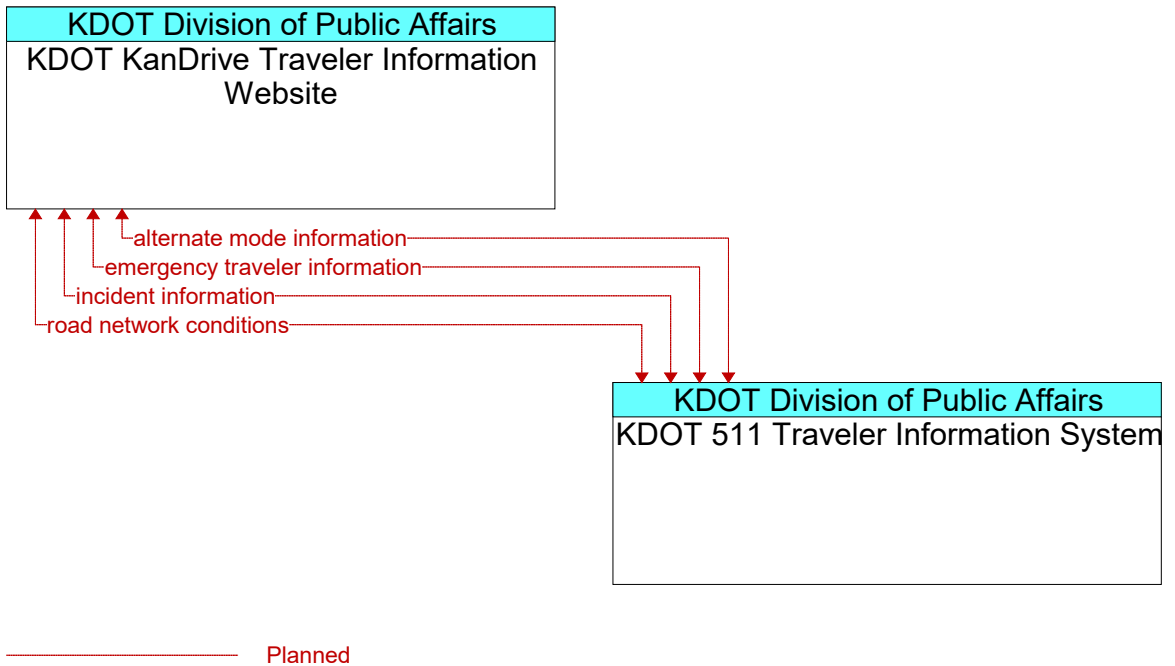 KDOT Division of Public Affairs
KDOT KanDrive Traveler Information
Website
alternate mode information
emergency traveler information
incident information
road network conditions
KDOT Division of Public Affairs
KDOT 511 Traveler Information System
Planned